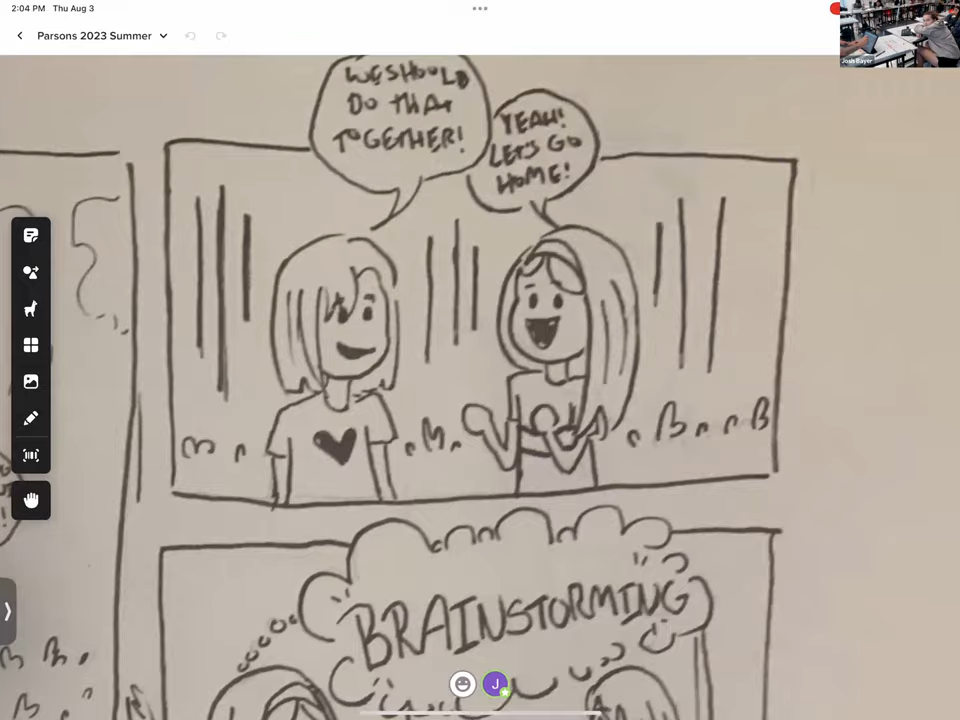 2:04 PM Thu Aug 3
Parsons 2023 Summer
Josh Bayer
WE SHOULD
DO THAT
TOGETHER!
YEAH!
LET'S GO
HOME!
BRAINSTORMING
J